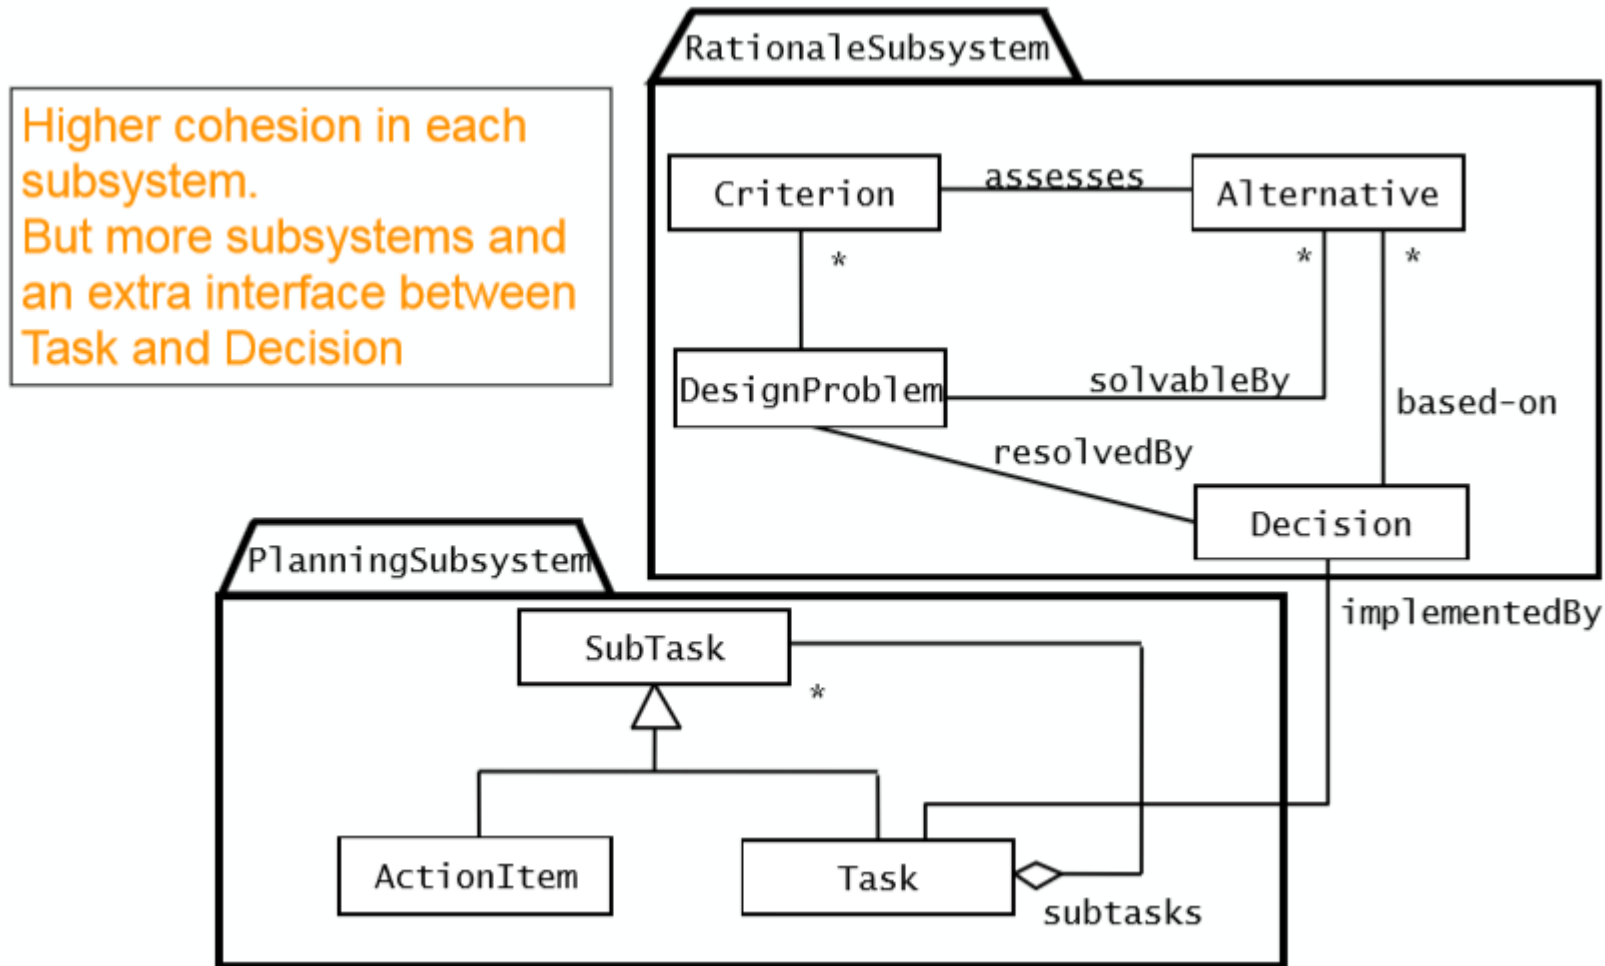 RationaleSubsystem
Higher cohesion in each
subsystem.
But more subsystems and
an extra interface between
Task and Decision
Criterion
assesses
Alternative
*
*
*
DesignProblem
solvableBy
based-on
resolvedBy
Decision
PlanningSubsystem
implementedBy
SubTask
*
ActionItem
Task
subtasks